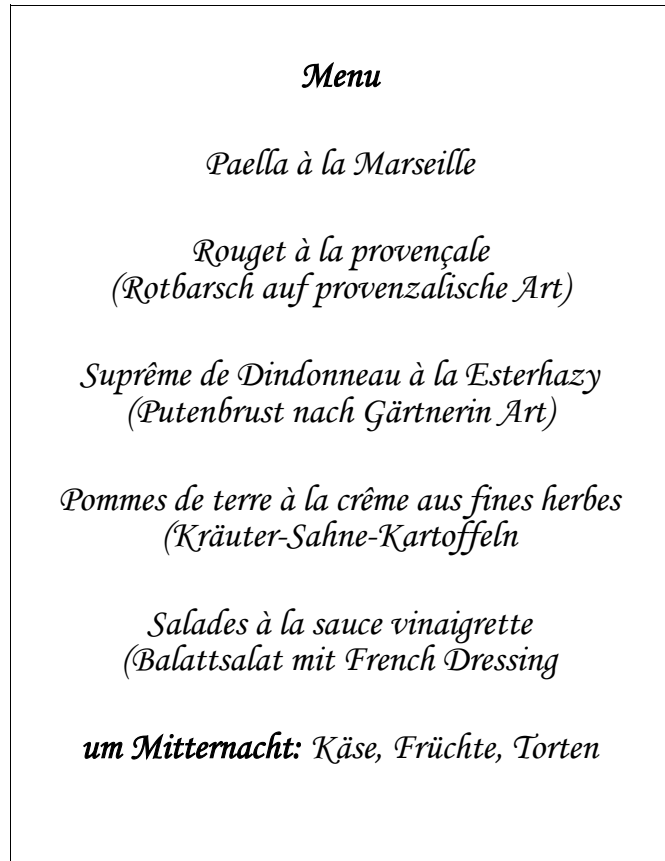 Menu
Paella à la Marseille
Rouget à la provençale
(Rotbarsch auf provenzalische Art)
Suprême de Dindonneau à la Esterhazy
(Putenbrust nach Gärtnerin Art)
Pommes de terre à la crême aus fines herbes
(Kräuter-Sahne-Kartoffeln
Salades à la sauce vinaigrette
(Balattsalat mit French Dressing
um Mitternacht: Käse, Früchte, Torten